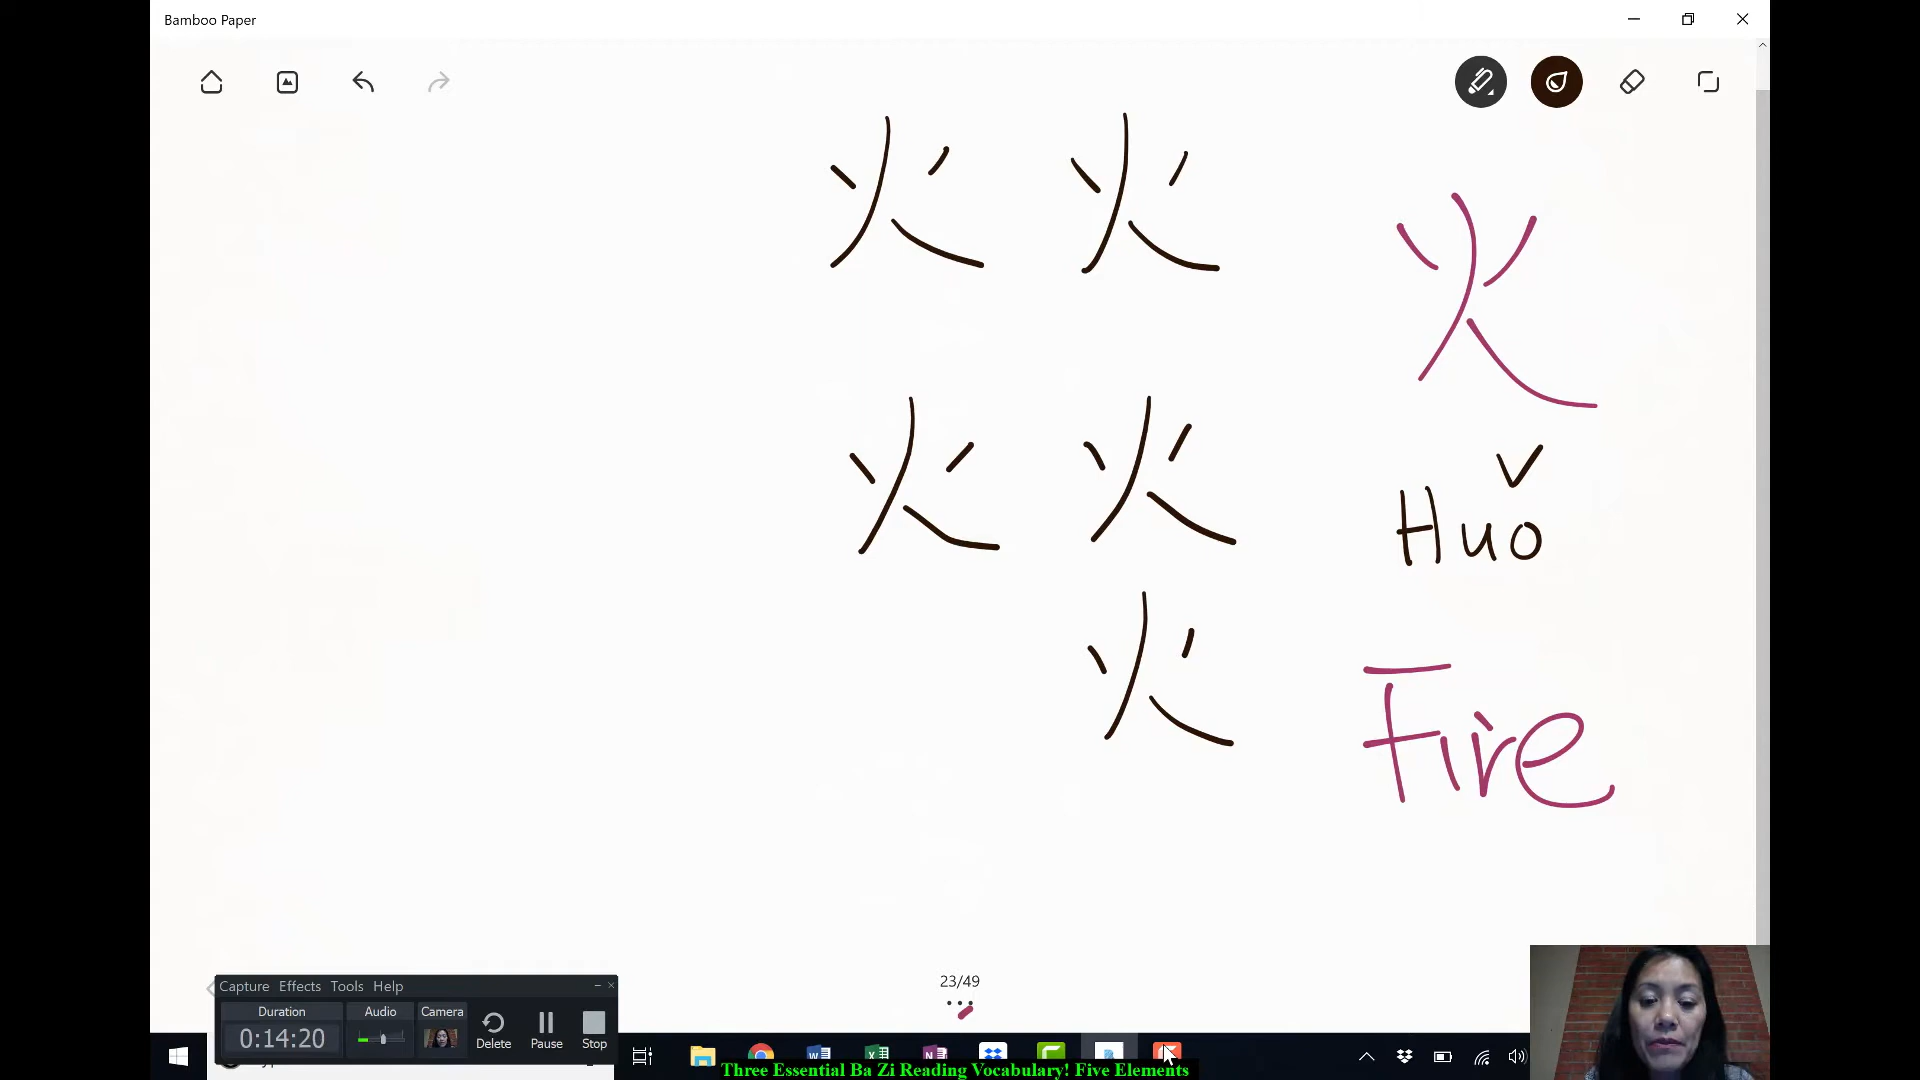 Bamboo Paper
火 火 火
火 火
Huǒ
火
Fire
23/49
Capture Effects Tools Help
Duration Audio Camera
0:14:20
Delete Pause Stop
Three Essential Ba Zi Reading Vocabulary! Five Elements